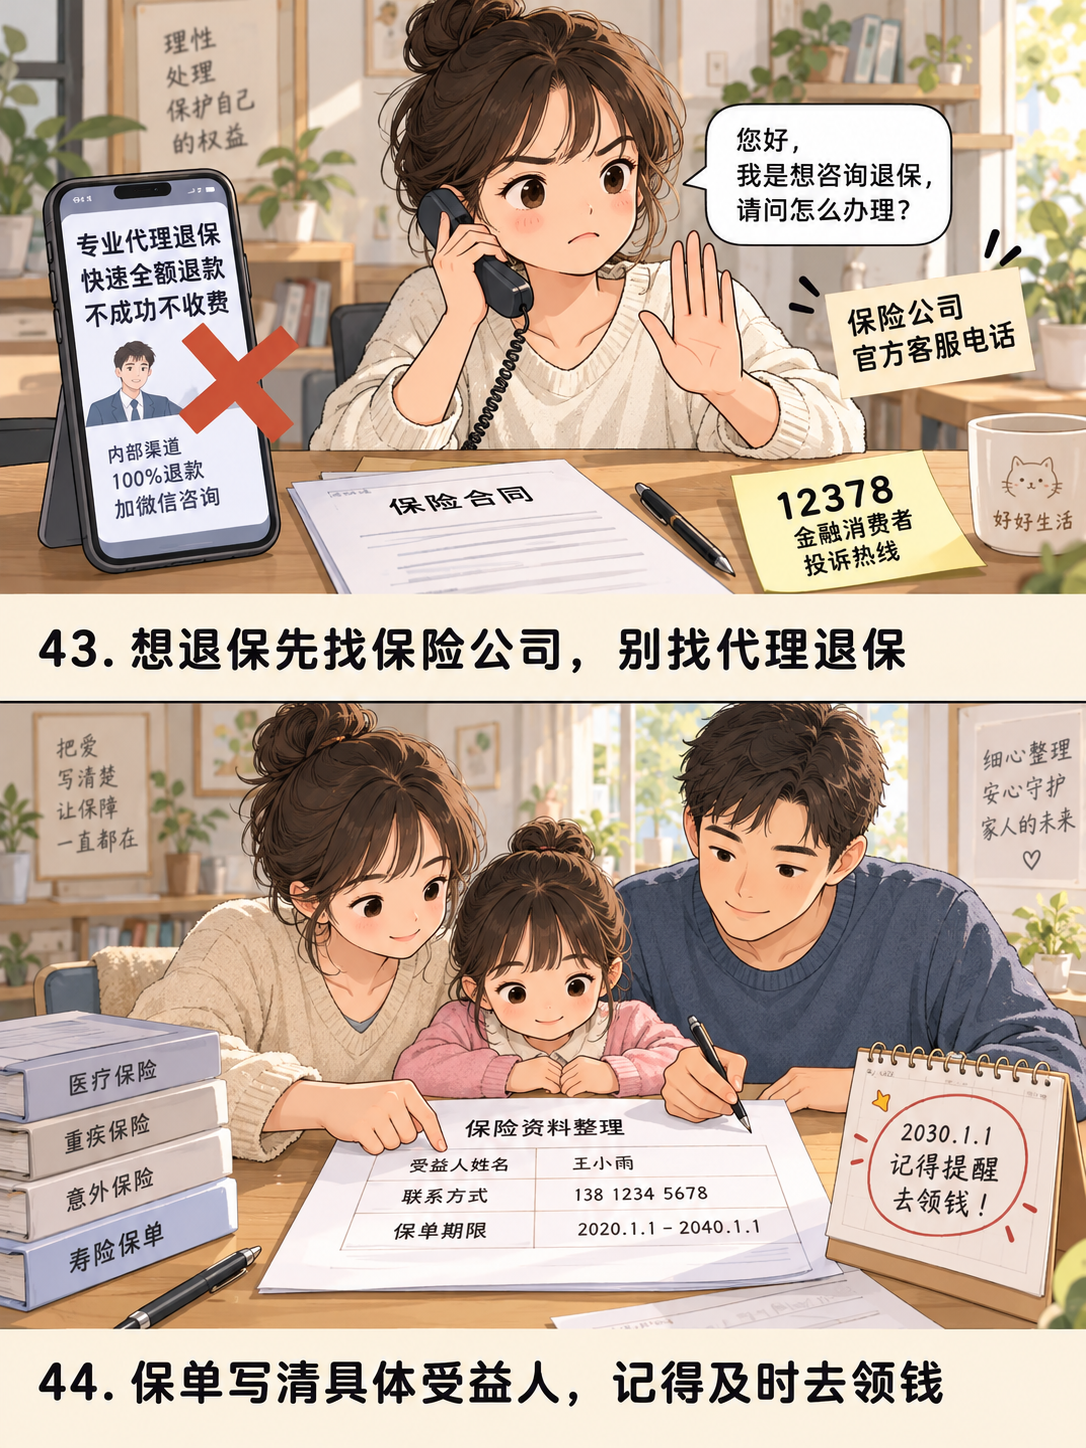 理性
处理
保护自己
的权益
专业代理退保
快速全额退款
不成功不收费
内部渠道
100%退款
加微信咨询
您好，
我是想咨询退保，
请问怎么办理？
保险公司
官方客服电话
保险合同
12378
金融消费者
投诉热线
好好生活
43. 想退保先找保险公司，别找代理退保
把爱
写清楚
让保障
一直都在
细心整理
安心守护
家人的未来
♡
医疗保险
重疾保险
意外保险
寿险保单
保险资料整理
受益人姓名 王小雨
联系方式 138 1234 5678
保单期限 2020.1.1 – 2040.1.1
2030.1.1
记得提醒
去领钱！
44. 保单写清具体受益人，记得及时去领钱